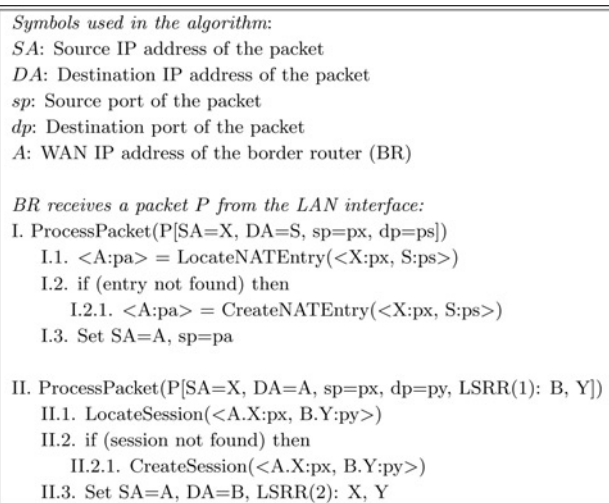 Symbols used in the algorithm:
SA: Source IP address of the packet
DA: Destination IP address of the packet
sp: Source port of the packet
dp: Destination port of the packet
A: WAN IP address of the border router (BR)
BR receives a packet P from the LAN interface:
I. ProcessPacket(P[SA=X, DA=S, sp=px, dp=ps])
I.1. <A:pa> = LocateNATEntry(<X:px, S:ps>)
I.2. if (entry not found) then
I.2.1. <A:pa> = CreateNATEntry(<X:px, S:ps>)
I.3. Set SA=A, sp=pa
II. ProcessPacket(P[SA=X, DA=A, sp=px, dp=py, LSRR(1): B, Y])
II.1. LocateSession(<A.X:px, B.Y:py>)
II.2. if (session not found) then
II.2.1. CreateSession(<A.X:px, B.Y:py>)
II.3. Set SA=A, DA=B, LSRR(2): X, Y